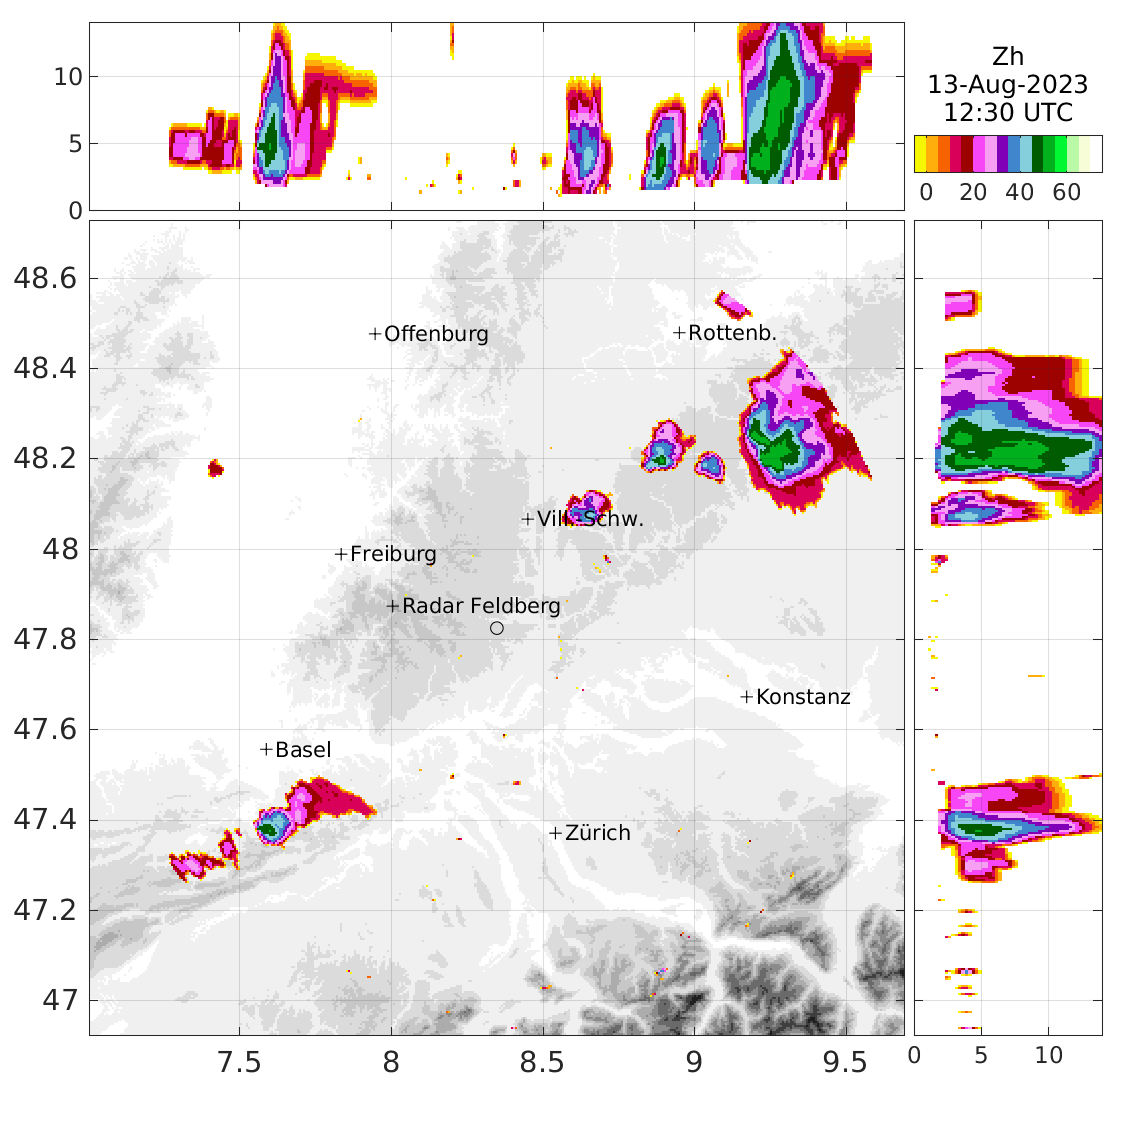 10
5
0
Zh
13-Aug-2023
12:30 UTC
0 20 40 60
48.6
48.4
48.2
48
47.8
47.6
47.4
47.2
47
+Offenburg
+Rottenb.
+Vill.-Schw.
+Freiburg
+Radar Feldberg
+Konstanz
+Basel
+Zürich
7.5 8 8.5 9 9.5
0 5 10